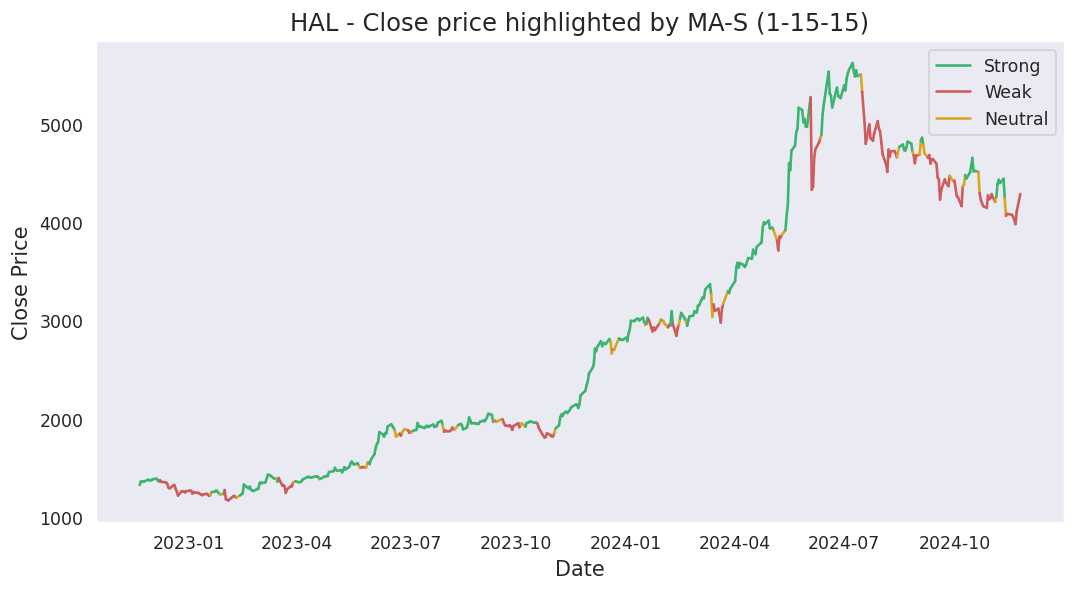 HAL - Close price highlighted by MA-S (1-15-15)
Strong
Weak
Neutral
Close Price
5000
4000
3000
2000
1000
2023-01 2023-04 2023-07 2023-10 2024-01 2024-04 2024-07 2024-10
Date